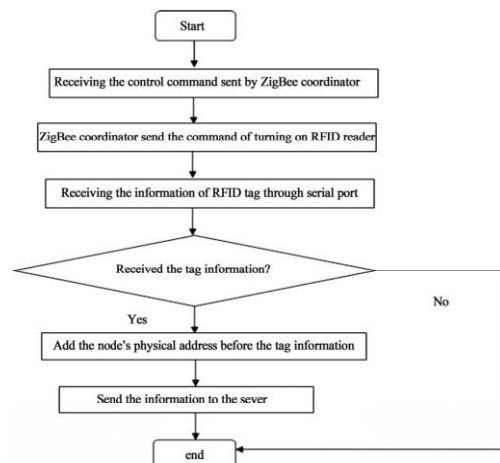 Start
Receiving the control command sent by ZigBee coordinator
ZigBee coordinator send the command of turning on RFID reader
Receiving the information of RFID tag through serial port
Received the tag information?
No
Yes
Add the node's physical address before the tag information
Send the information to the sever
end